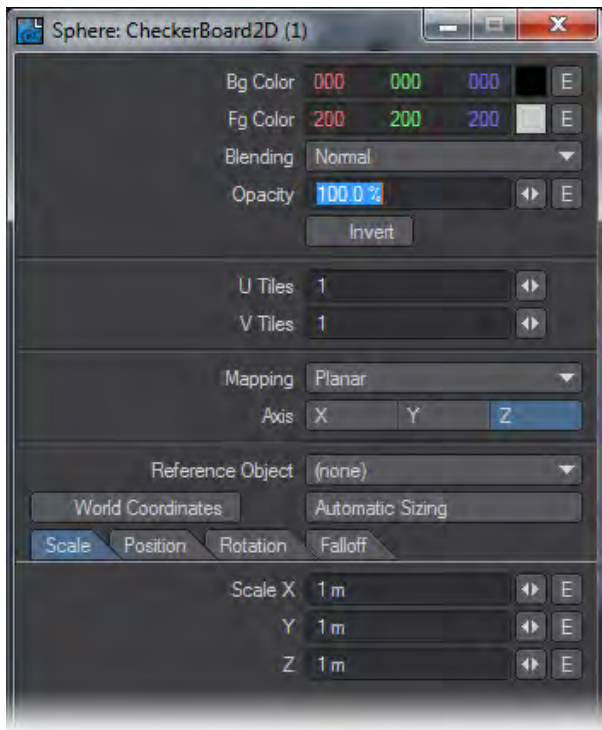 Sphere: CheckerBoard2D (1)
Bg Color 000 000 000 E
Fg Color 200 200 200 E
Blending Normal
Opacity 100.0 % E
Invert
U Tiles 1
V Tiles 1
Mapping Planar
Axis X Y Z
Reference Object (none)
World Coordinates Automatic Sizing
Scale Position Rotation Falloff
Scale X 1 m E
Y 1 m E
Z 1 m E